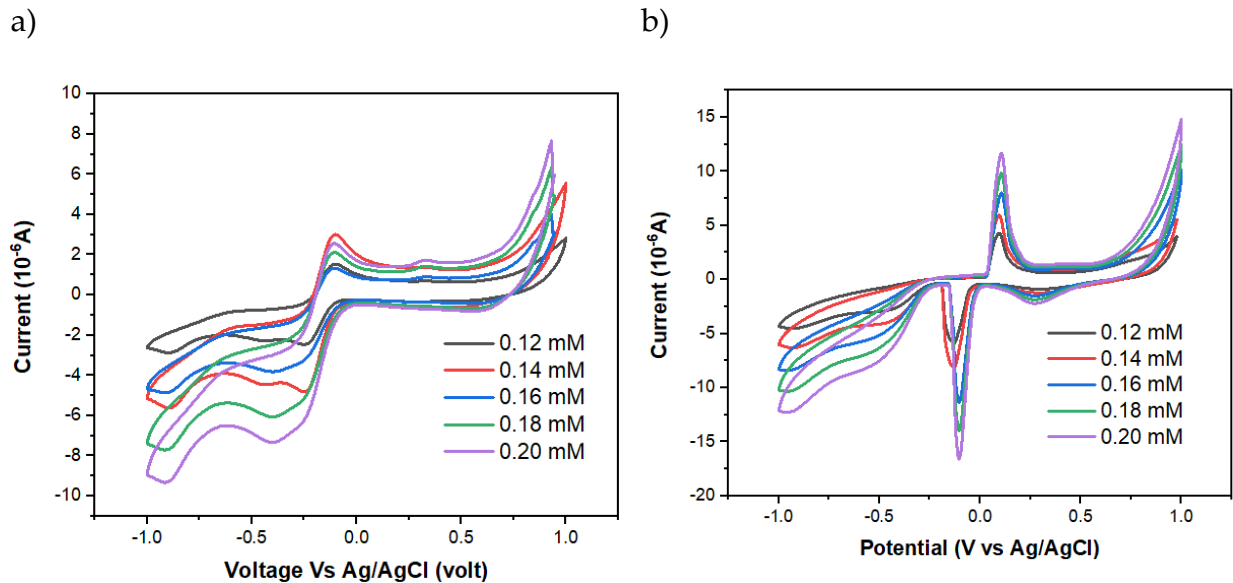 a)
b)
10
8
6
4
2
0
-2
-4
-6
-8
-10
Current (10⁻⁶A)
-1.0 -0.5 0.0 0.5 1.0
Voltage Vs Ag/AgCl (volt)
0.12 mM
0.14 mM
0.16 mM
0.18 mM
0.20 mM
15
10
5
0
-5
-10
-15
-20
Current (10⁻⁶A)
-1.0 -0.5 0.0 0.5 1.0
Potential (V vs Ag/AgCl)
0.12 mM
0.14 mM
0.16 mM
0.18 mM
0.20 mM